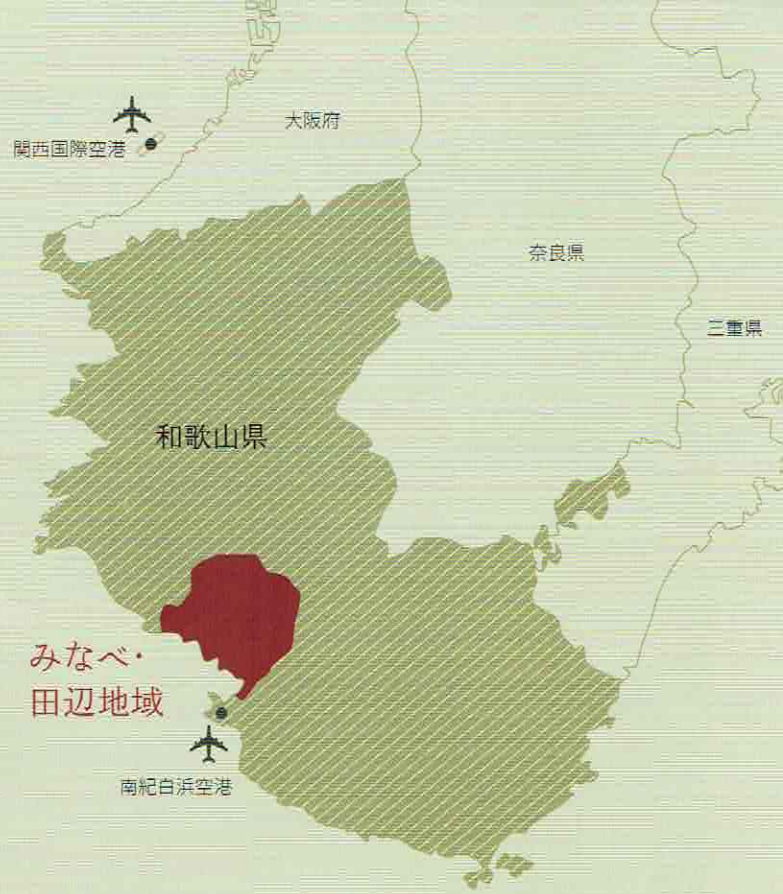 大阪府
関西国際空港
奈良県
三重県
和歌山県
みなべ・
田辺地域
南紀白浜空港